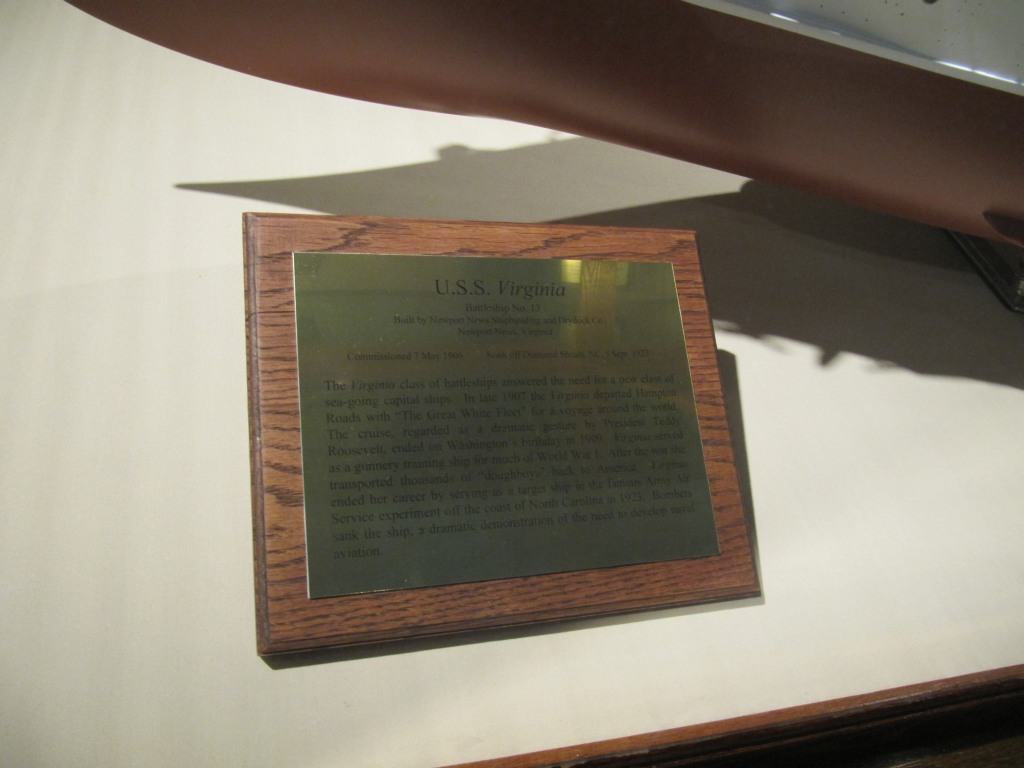 U.S.S. Virginia
Battleship No. 13
Built by Newport News Shipbuilding and Drydock Co.
Newport News, Virginia
Commissioned 7 May 1906 Sunk off Diamond Shoals, NC, 5 Sep. 1923
The Virginia class of battleships answered the need for a new class of
sea-going capital ships. In late 1907 the Virginia departed Hampton
Roads with "The Great White Fleet" for a voyage around the world.
The cruise, regarded as a dramatic gesture by President Teddy
Roosevelt, ended on Washington's birthday in 1909. Virginia served
as a gunnery training ship for much of World War I. After the war she
transported thousands of "doughboys" back to America. Virginia
ended her career by serving as a target ship in the famous Army Air
Service experiment off the coast of North Carolina in 1923. Bombers
sank the ship, a dramatic demonstration of the need to develop naval
aviation.